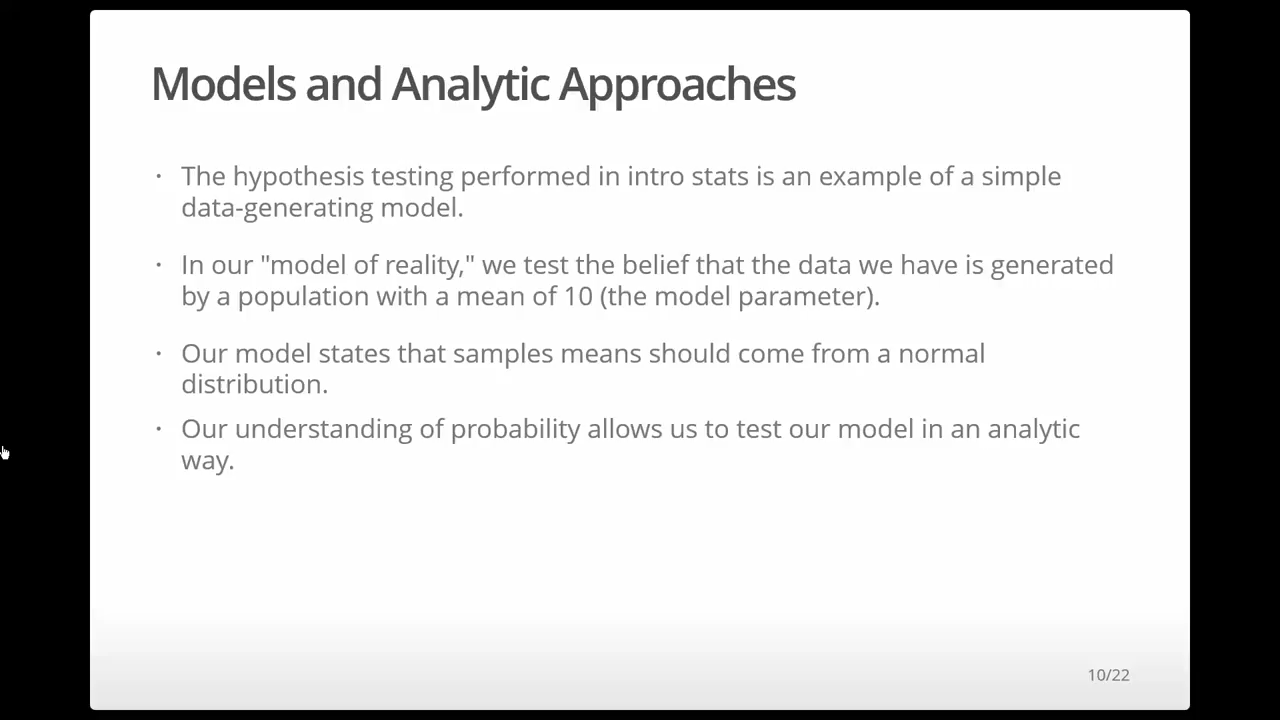 Models and Analytic Approaches
· The hypothesis testing performed in intro stats is an example of a simple
data-generating model.
· In our "model of reality," we test the belief that the data we have is generated
by a population with a mean of 10 (the model parameter).
· Our model states that samples means should come from a normal
distribution.
· Our understanding of probability allows us to test our model in an analytic
way.
10/22